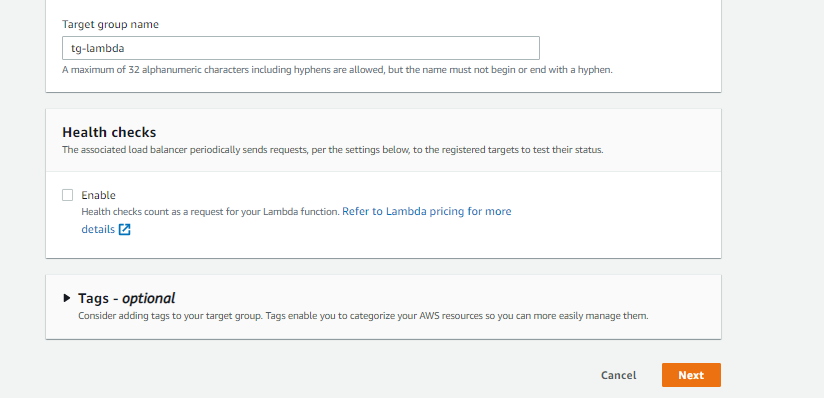 Target group name
tg-lambda
A maximum of 32 alphanumeric characters including hyphens are allowed, but the name must not begin or end with a hyphen.
Health checks
The associated load balancer periodically sends requests, per the settings below, to the registered targets to test their status.
Enable
Health checks count as a request for your Lambda function. Refer to Lambda pricing for more
details
Tags - optional
Consider adding tags to your target group. Tags enable you to categorize your AWS resources so you can more easily manage them.
Cancel Next